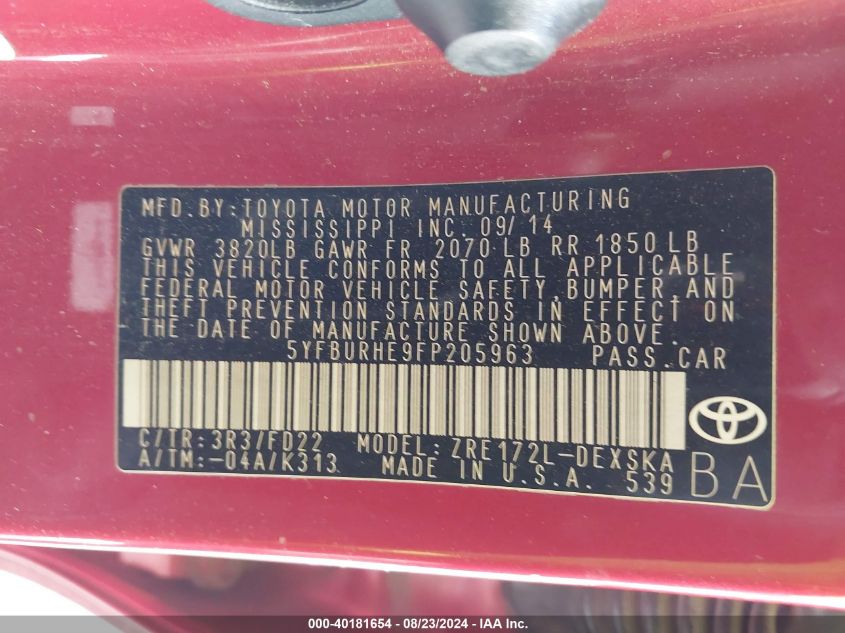 MFD.BY:TOYOTA MOTOR MANUFACTURING
MISSISSIPPI INC. 09/14
GVWR 3820LB GAWR FR 2070 LB RR 1850 LB
THIS VEHICLE CONFORMS TO ALL APPLICABLE
FEDERAL MOTOR VEHICLE SAFETY,BUMPER,AND
THEFT PREVENTION STANDARDS IN EFFECT ON
THE DATE OF MANUFACTURE SHOWN ABOVE.
5YFBURHE9FP205963 PASS.CAR
C/TR:3R3/FD22 MODEL:ZRE172L-DEXSKA
A/TM:-04A/K313 MADE IN U.S.A. 539
BA
000-40181654 - 08/23/2024 - IAA Inc.